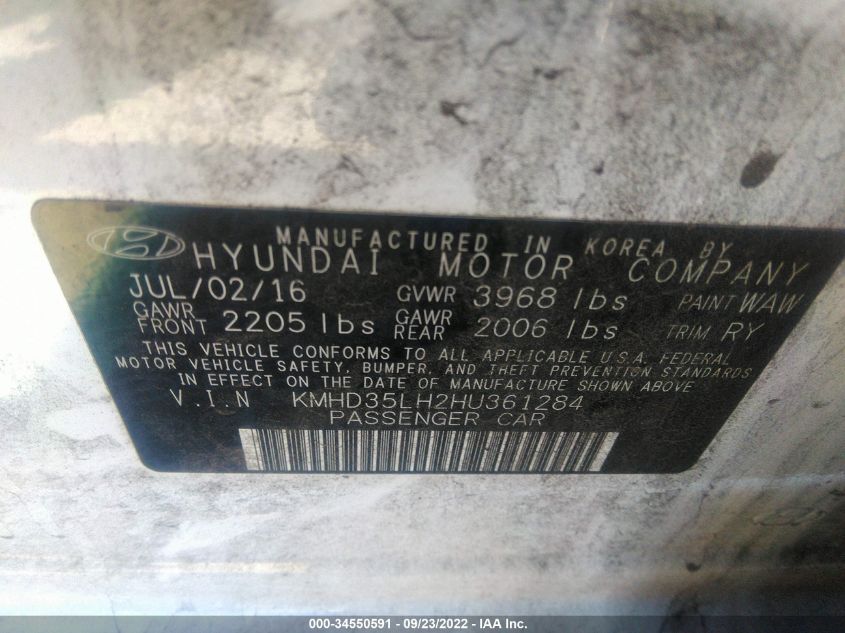 MANUFACTURED IN KOREA BY
HYUNDAI MOTOR COMPANY
JUL/02/16 GVWR 3968 lbs PAINT WAW
GAWR FRONT 2205 lbs GAWR REAR 2006 lbs TRIM RY
THIS VEHICLE CONFORMS TO ALL APPLICABLE U.S.A. FEDERAL
MOTOR VEHICLE SAFETY, BUMPER, AND THEFT PREVENTION STANDARDS
IN EFFECT ON THE DATE OF MANUFACTURE SHOWN ABOVE
V.I.N KMHD35LH2HU361284
PASSENGER CAR
000-34550591 - 09/23/2022 - IAA Inc.